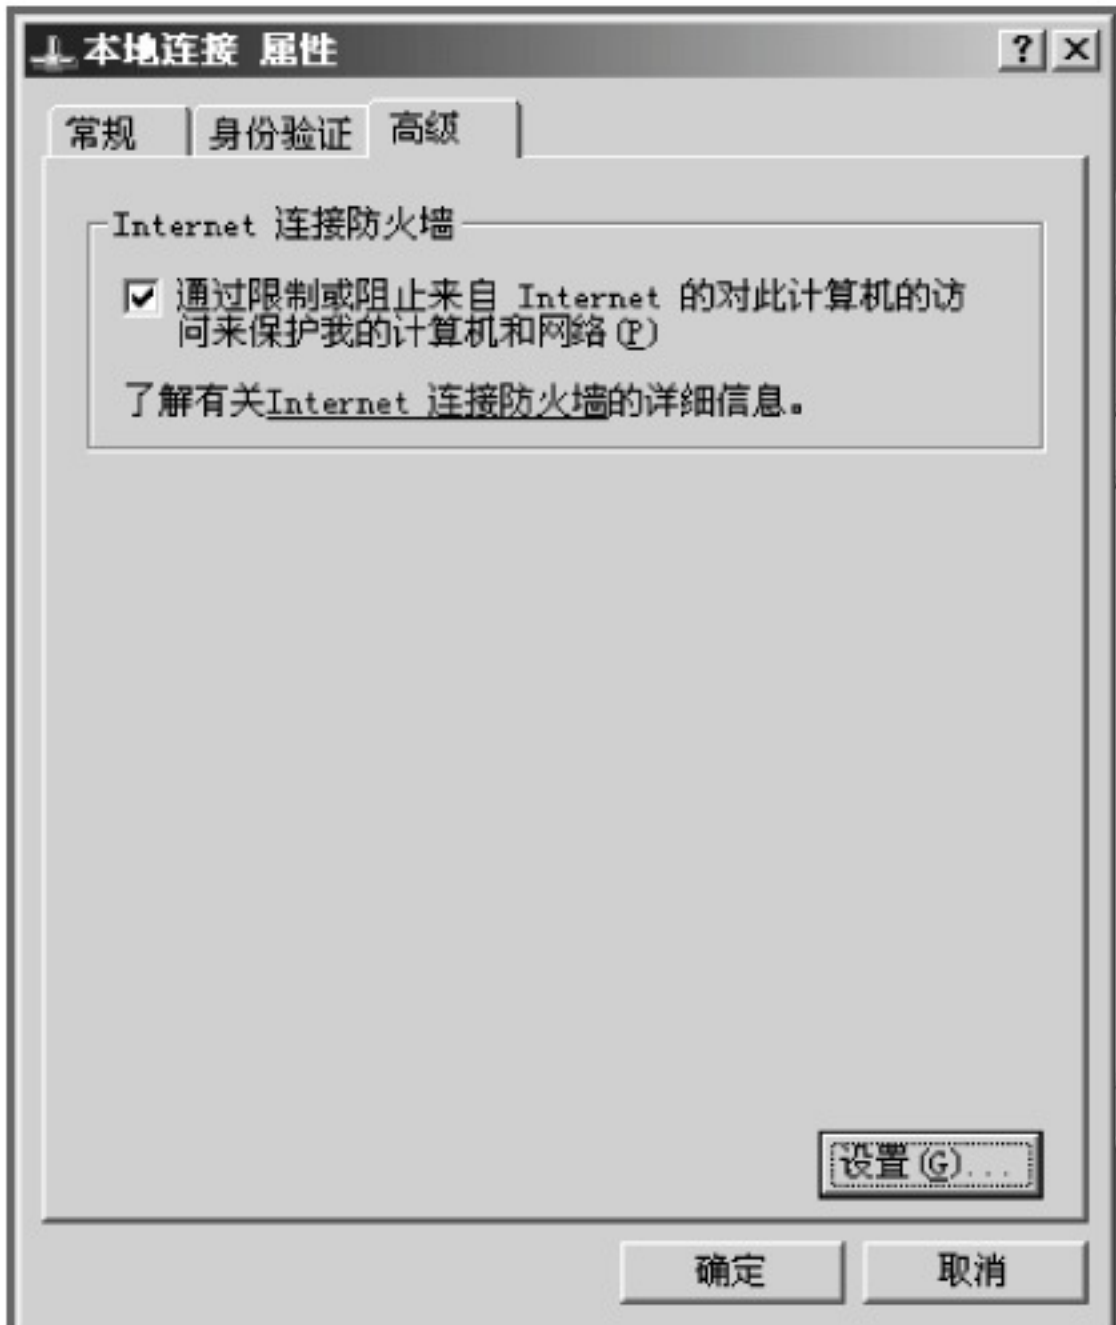 本地连接 属性
常规 身份验证 高级
Internet 连接防火墙
通过限制或阻止来自 Internet 的对此计算机的访
问来保护我的计算机和网络(P)
了解有关Internet 连接防火墙的详细信息。
设置(G)...
确定 取消